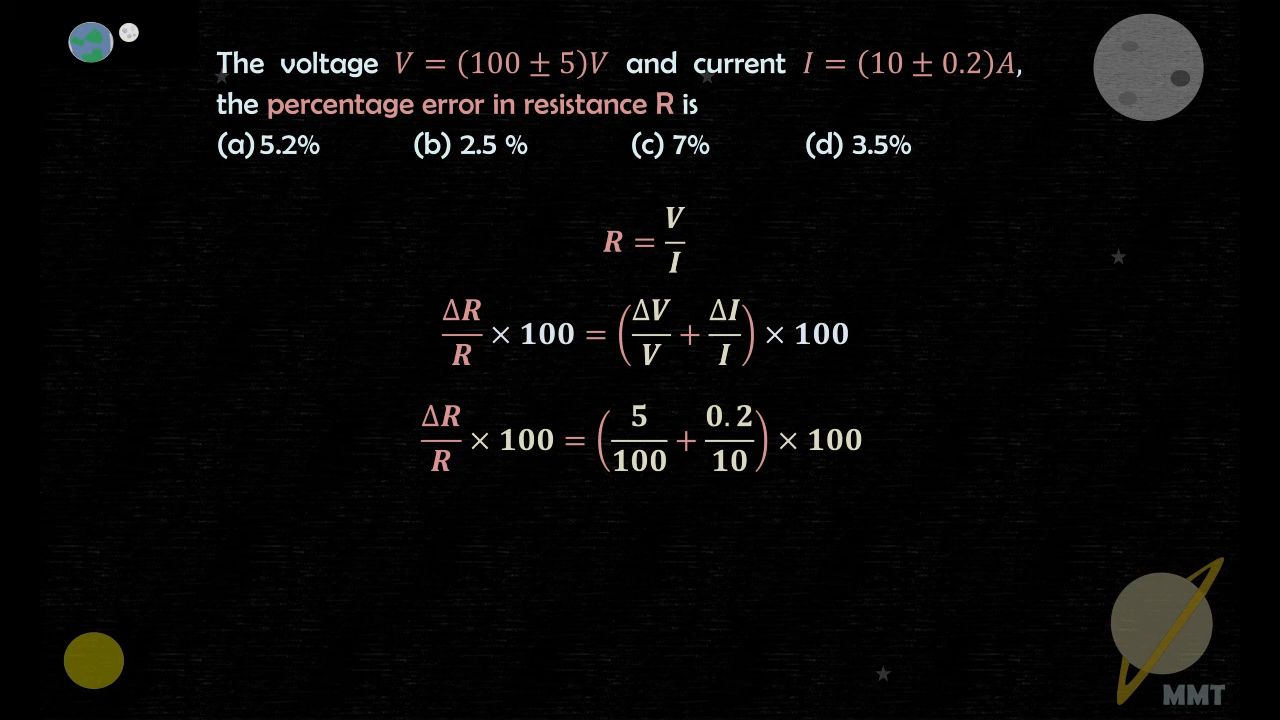 The voltage V = (100 ± 5)V and current I = (10 ± 0.2)A,
the percentage error in resistance R is
(a) 5.2% (b) 2.5 % (c) 7% (d) 3.5%
R = V/I
ΔR/R × 100 = (ΔV/V + ΔI/I) × 100
ΔR/R × 100 = (5/100 + 0.2/10) × 100
MMT